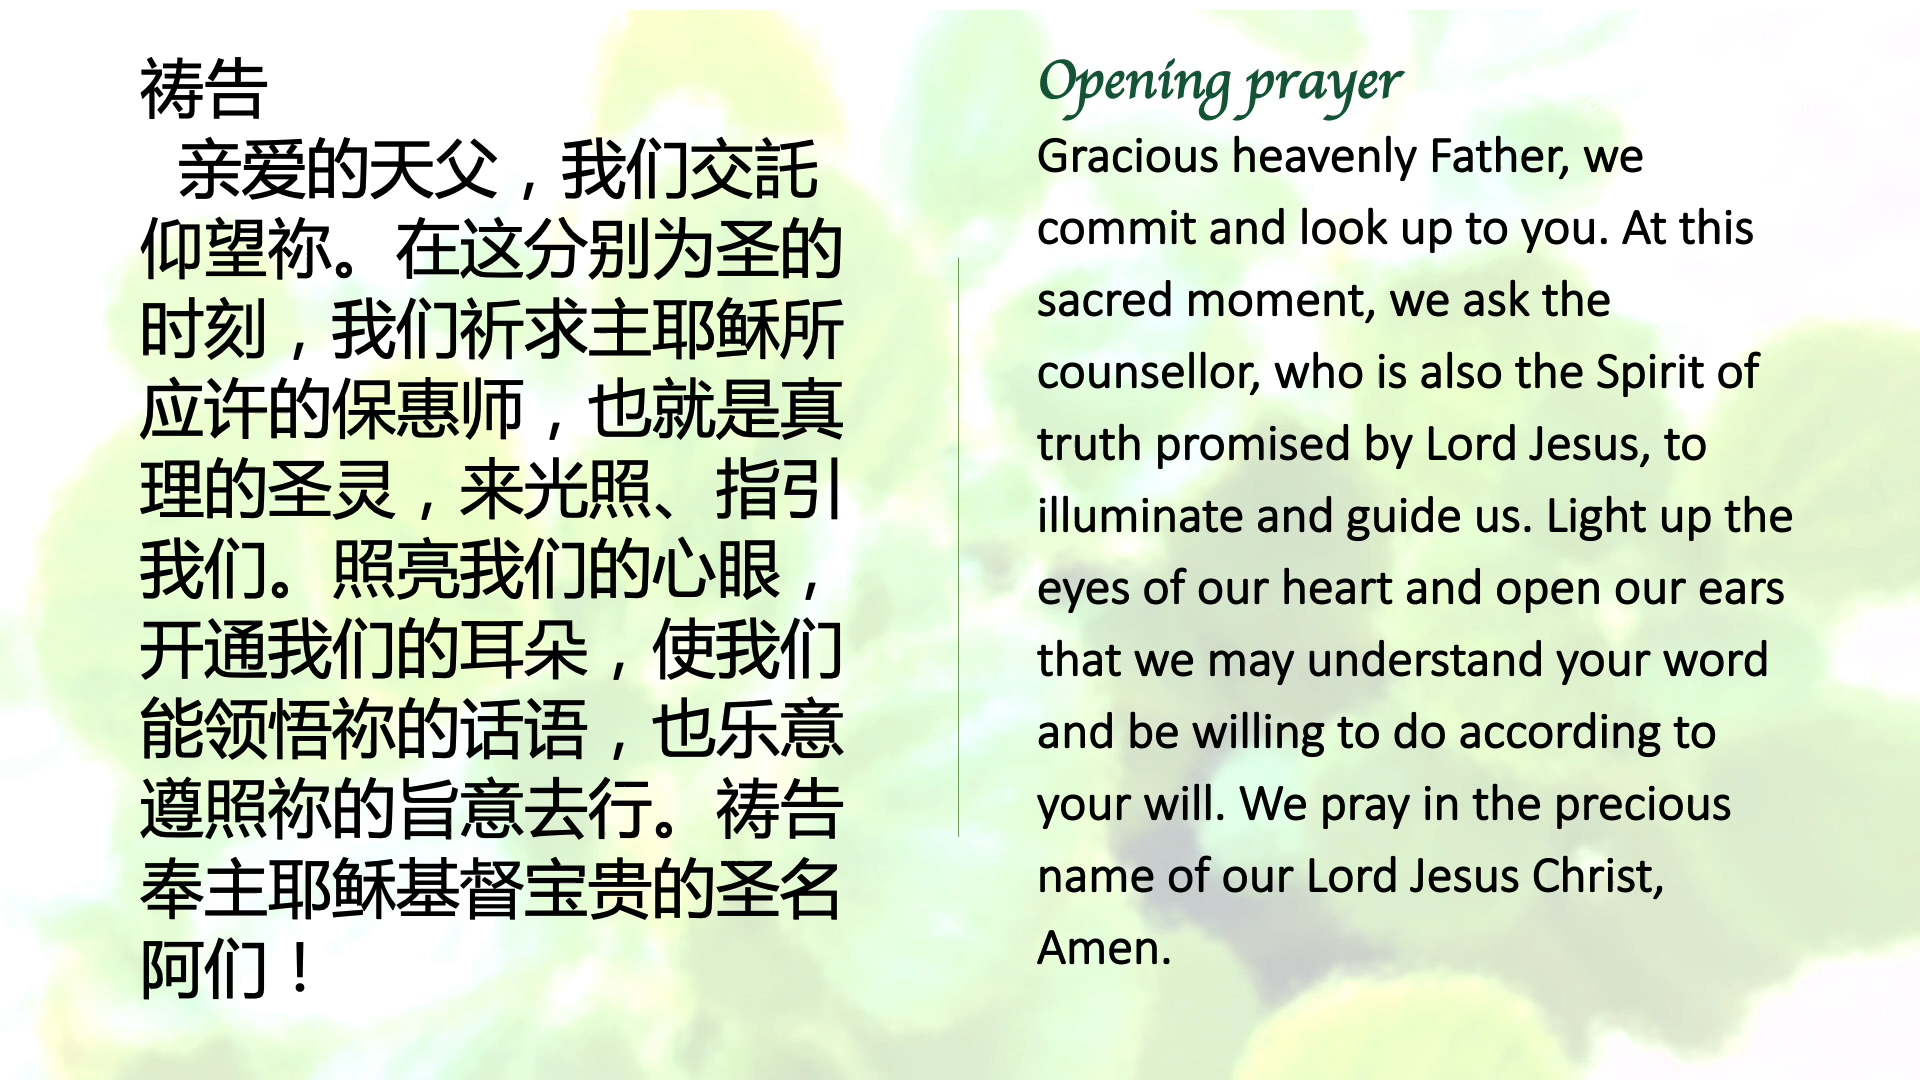 祷告
亲爱的天父，我们交託
仰望祢。在这分别为圣的
时刻，我们祈求主耶稣所
应许的保惠师，也就是真
理的圣灵，来光照、指引
我们。照亮我们的心眼，
开通我们的耳朵，使我们
能领悟祢的话语，也乐意
遵照祢的旨意去行。祷告
奉主耶稣基督宝贵的圣名
阿们！
Opening prayer
Gracious heavenly Father, we
commit and look up to you. At this
sacred moment, we ask the
counsellor, who is also the Spirit of
truth promised by Lord Jesus, to
illuminate and guide us. Light up the
eyes of our heart and open our ears
that we may understand your word
and be willing to do according to
your will. We pray in the precious
name of our Lord Jesus Christ,
Amen.